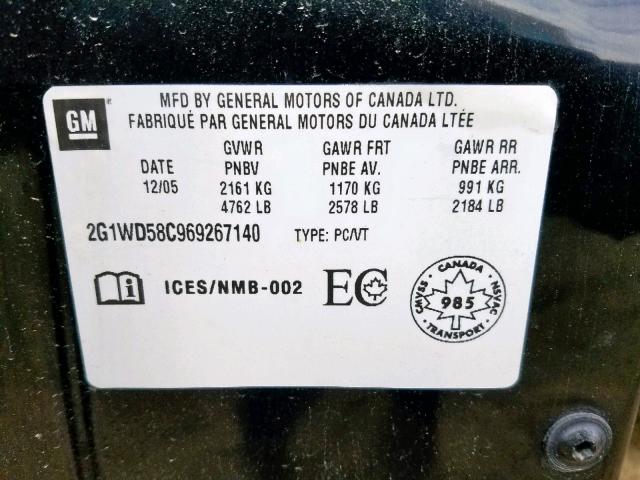 GM
MFD BY GENERAL MOTORS OF CANADA LTD.
FABRIQUÉ PAR GENERAL MOTORS DU CANADA LTÉE
GVWR GAWR FRT GAWR RR
DATE PNBV PNBE AV. PNBE ARR.
12/05 2161 KG 1170 KG 991 KG
4762 LB 2578 LB 2184 LB
2G1WD58C969267140 TYPE: PC/VT
ICES/NMB-002 EC
CANADA
CMVSS 985 NSVAC
TRANSPORT